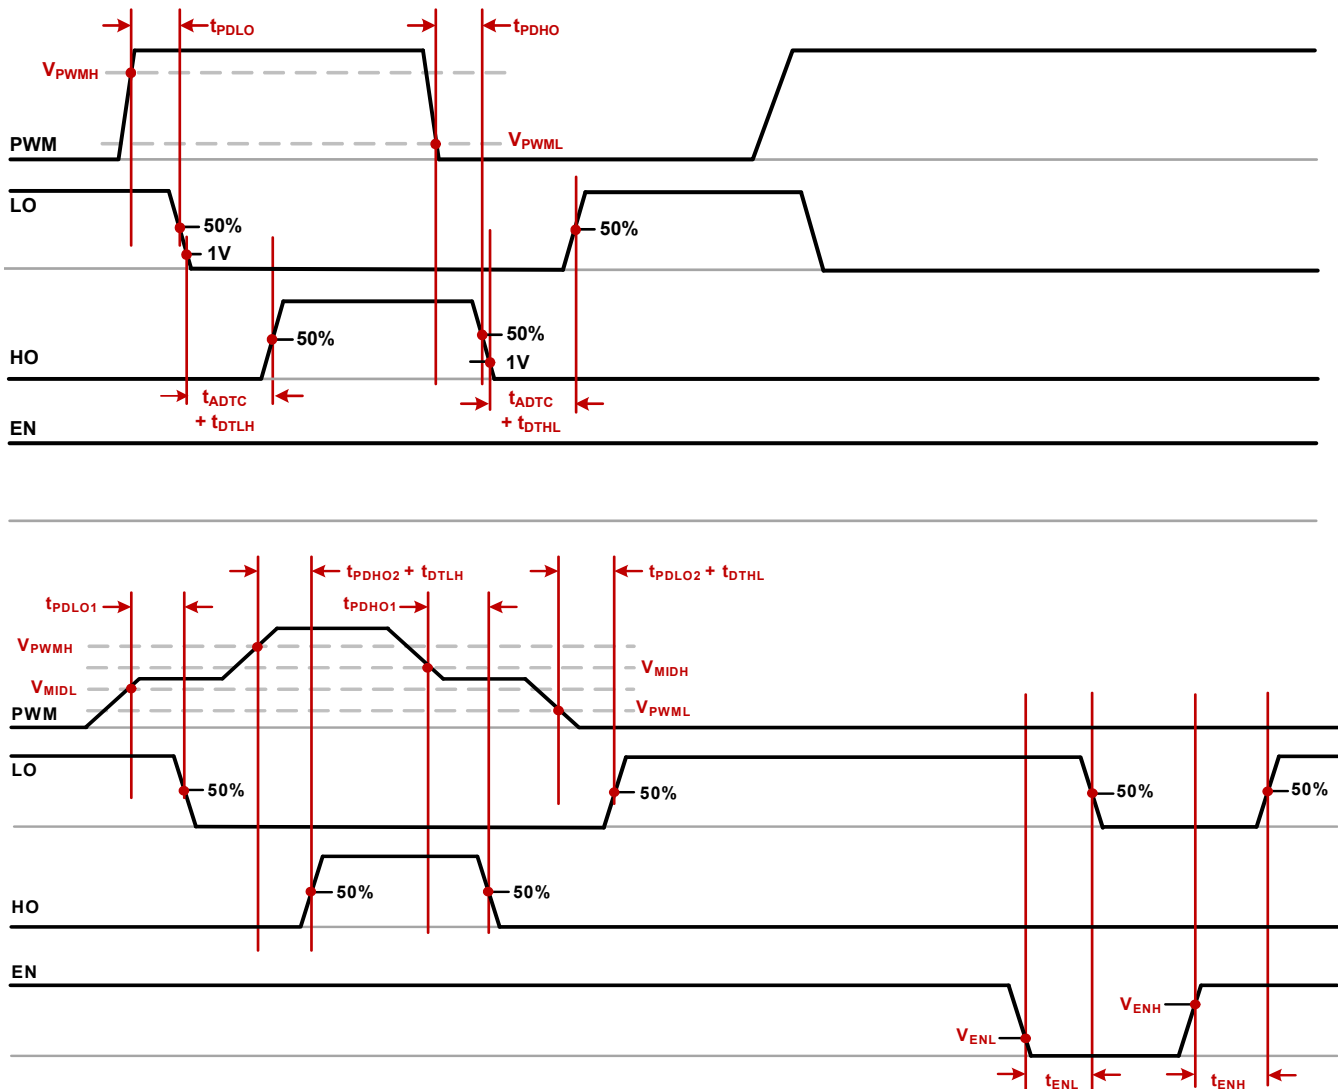 tPDLO
tPDHO
VPWMH
PWM
VPWML
LO
50%
1V
50%
HO
50%
50%
1V
tADTC
+ tDTLH
tADTC
+ tDTHL
EN
tPDHO2 + tDTLH
tPDLO2 + tDTHL
tPDLO1
tPDHO1
VPWMH
VMIDH
VMIDL
VPWML
PWM
LO
50%
50%
50%
50%
HO
50%
50%
EN
VENH
VENL
tENL
tENH